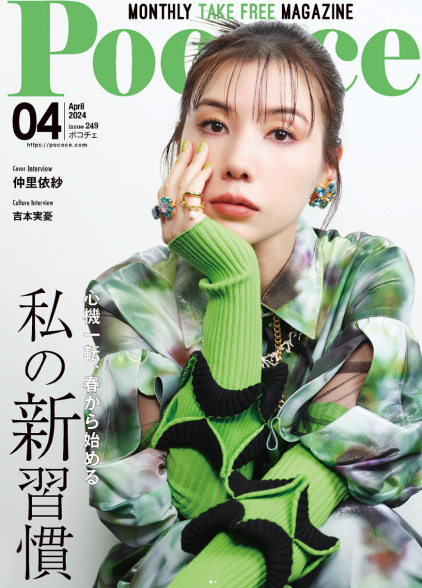 MONTHLY TAKE FREE MAGAZINE
Pococe
04
April
2024
issue 249
ポコチェ
https://pococe.com
Cover Interview
仲里依紗
Culture Interview
吉本実憂
心機一転、春から始める
私の新習慣